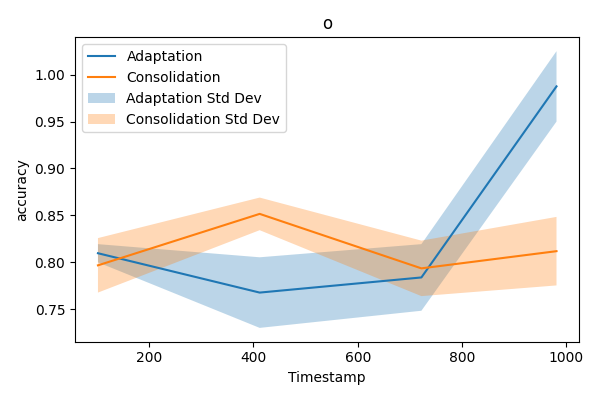 o
Adaptation
Consolidation
Adaptation Std Dev
Consolidation Std Dev
accuracy
1.00
0.95
0.90
0.85
0.80
0.75
200 400 600 800 1000
Timestamp